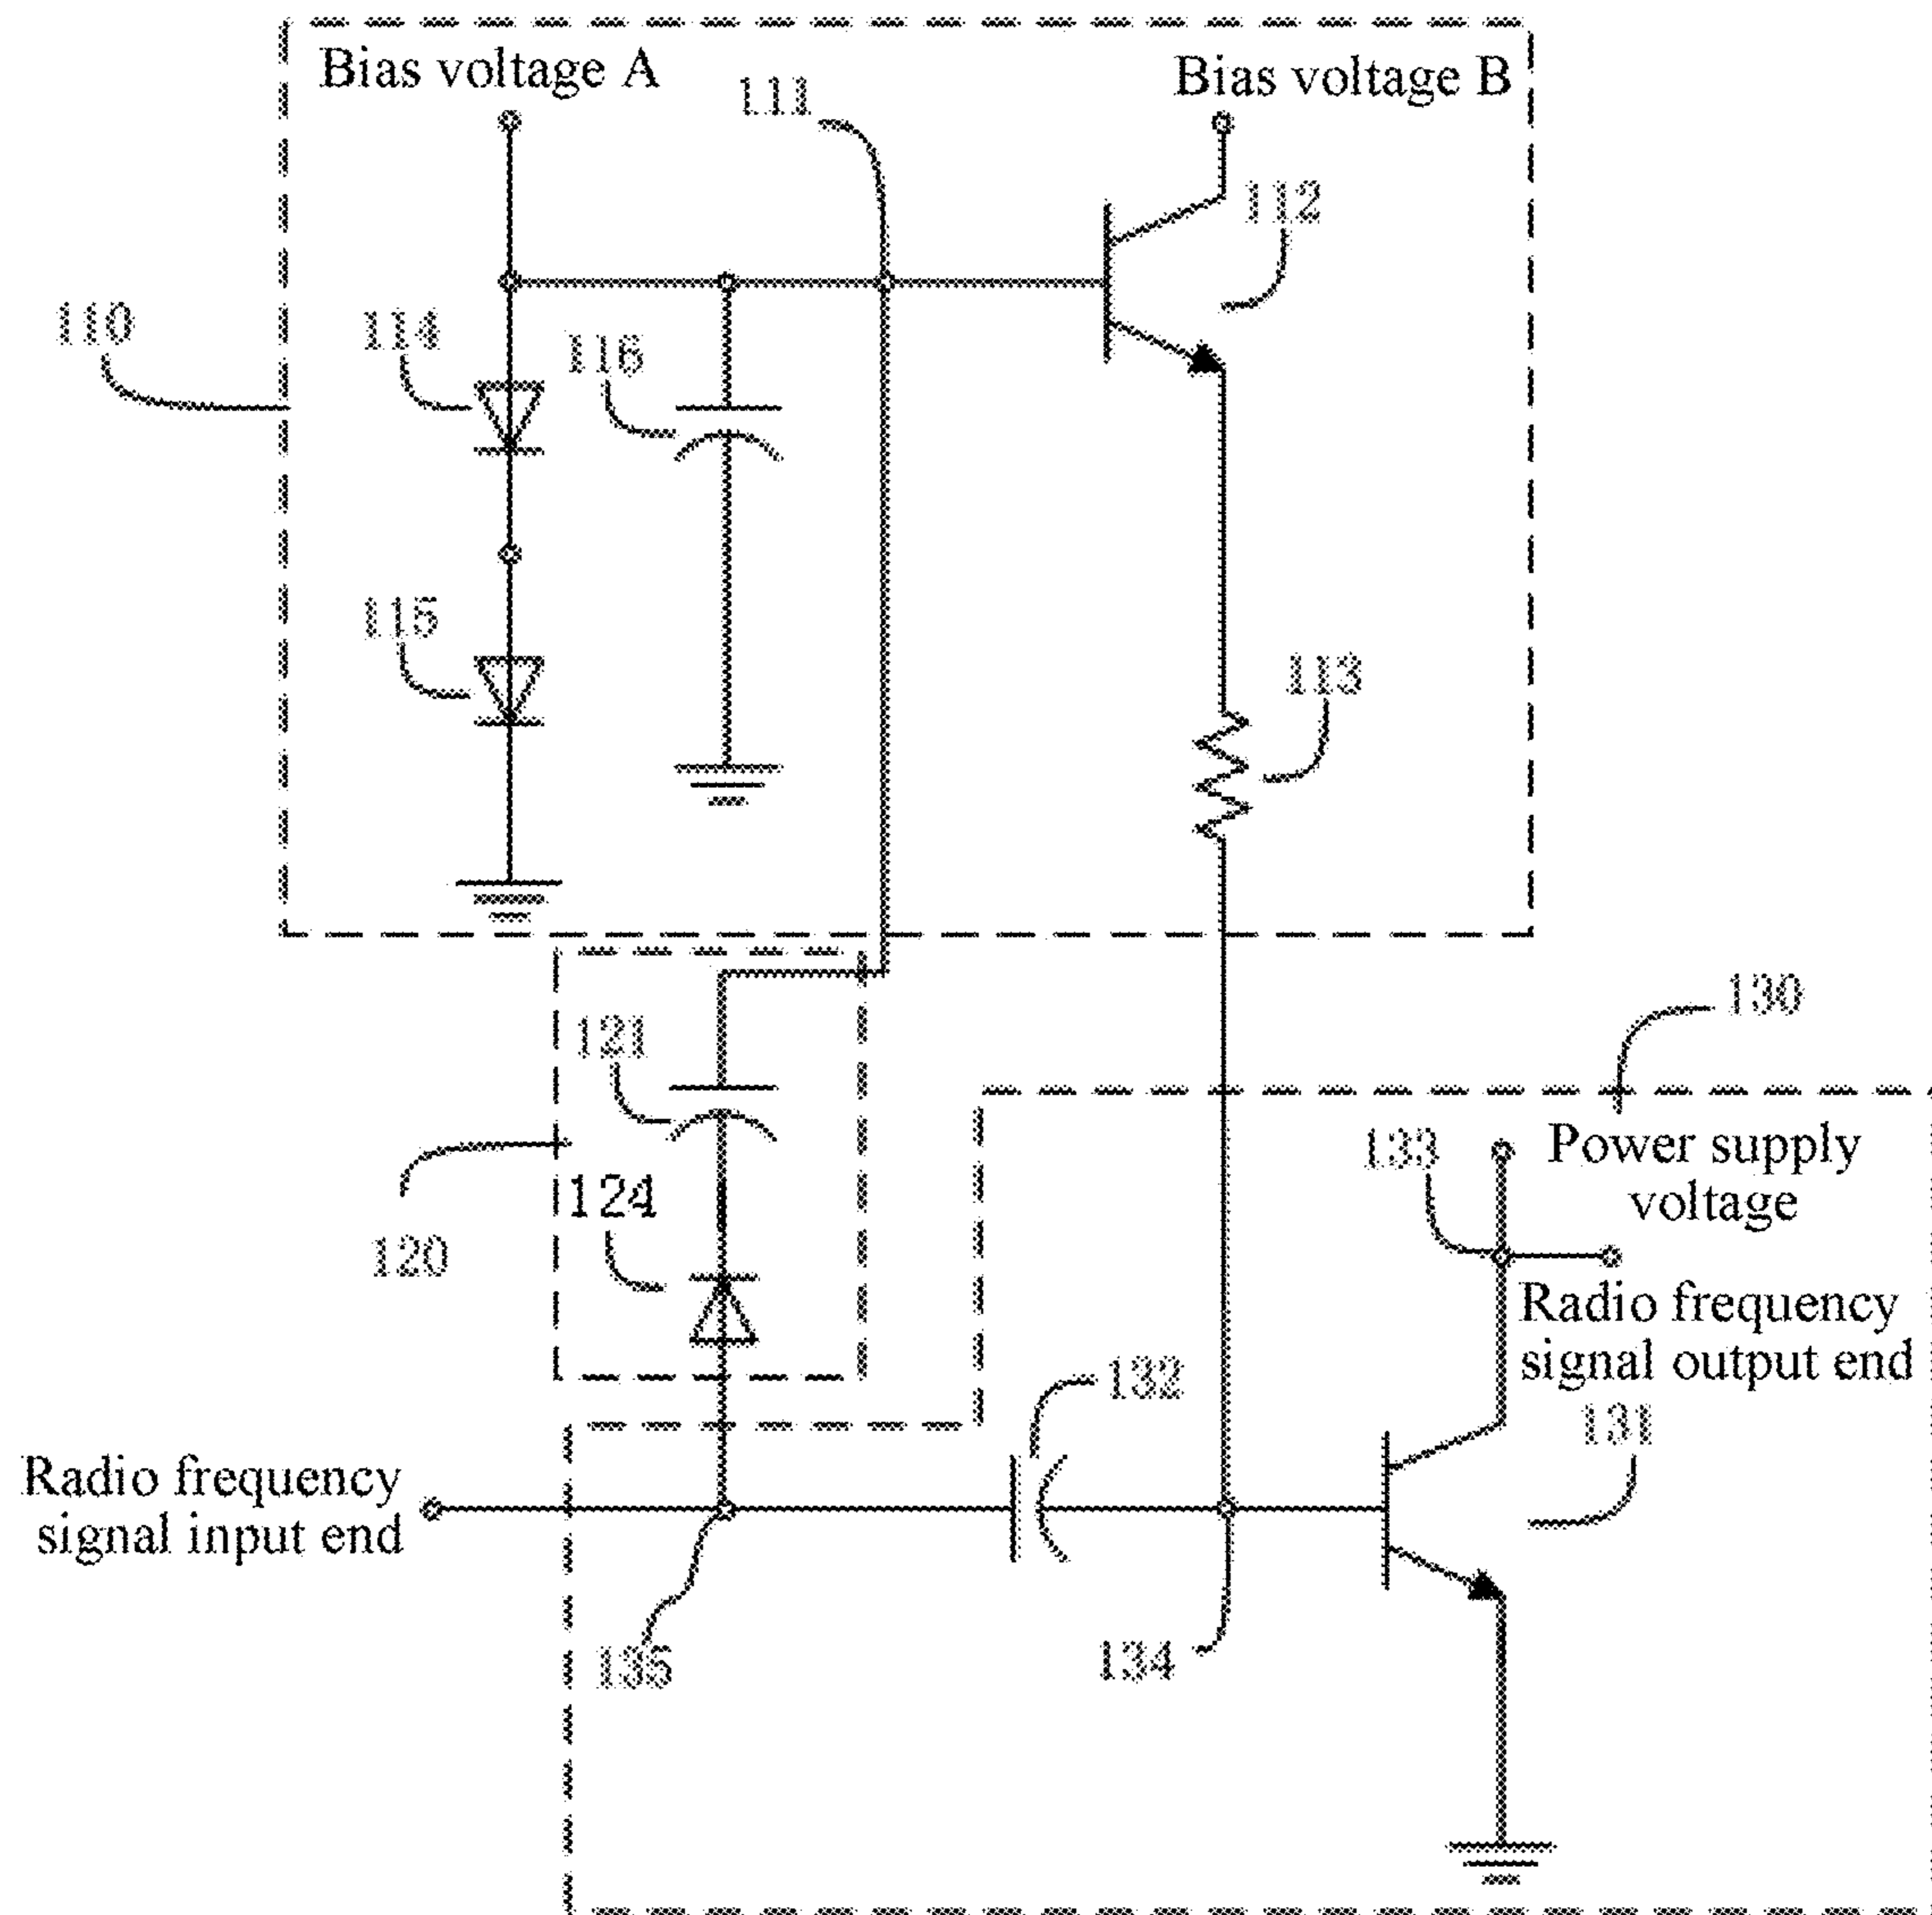 Bias voltage A
111
Bias voltage B
112
110
114
116
115
113
130
121
133
Power supply
voltage
124
120
Radio frequency
signal output end
132
131
Radio frequency
signal input end
135
134